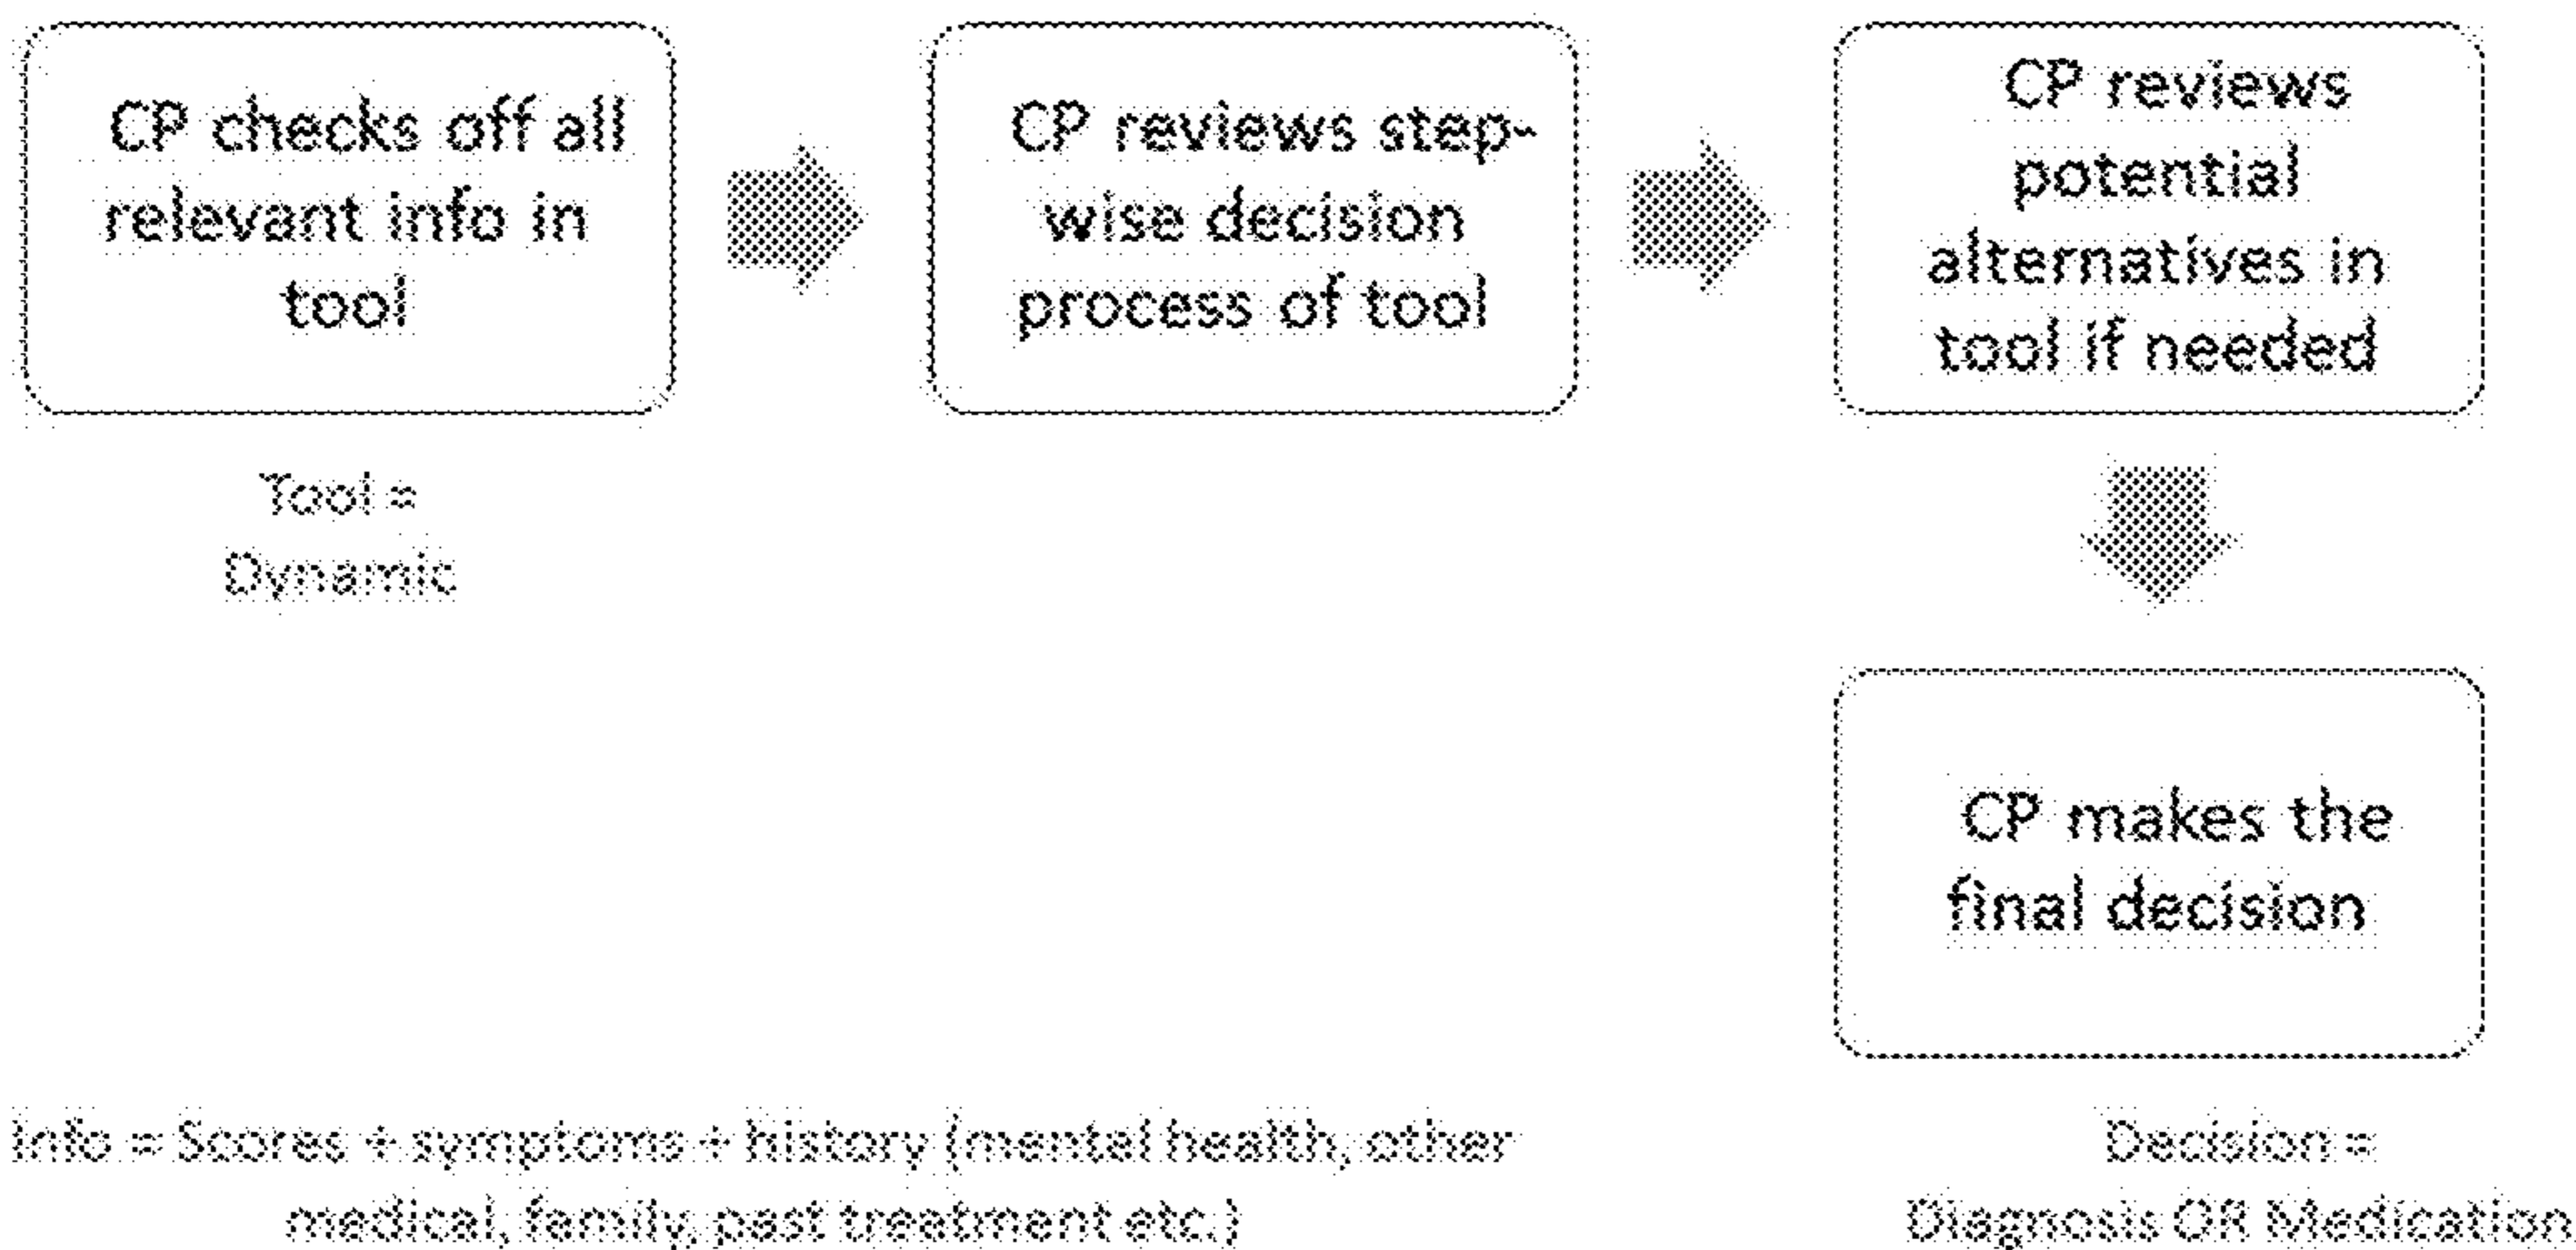 CP checks off all
relevant info in
tool
CP reviews step-
wise decision
process of tool
CP reviews
potential
alternatives in
tool if needed
Tool =
Dynamic
CP makes the
final decision
Info = Scores + symptoms + history (mental health, other
medical, family, past treatment etc.)
Decision =
Diagnosis OR Medication